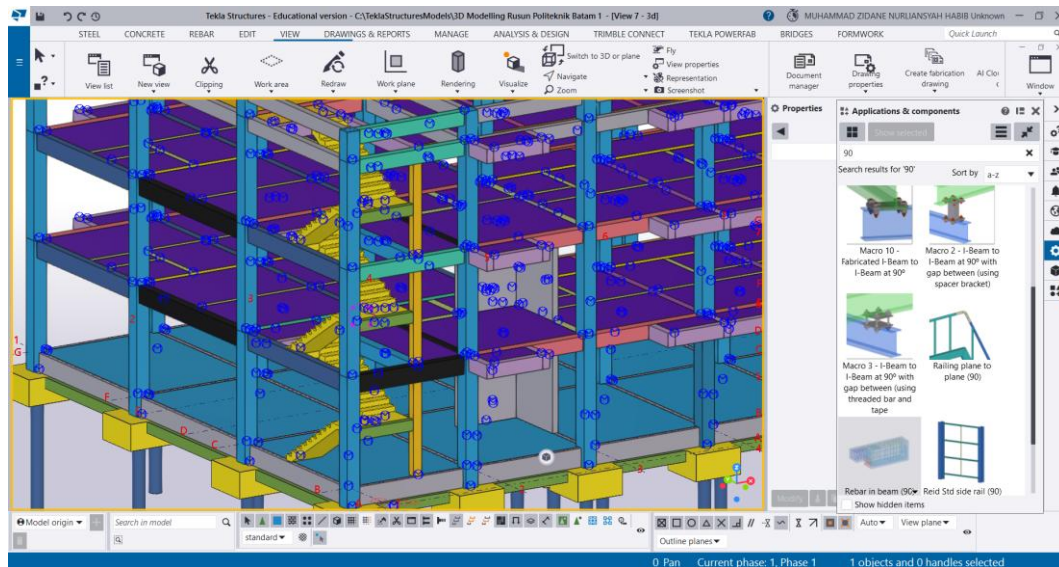 Tekla Structures - Educational version - C:\TeklaStructuresModels\3D Modelling Rusun Politeknik Batam 1 - [View 7 - 3d]
MUHAMMAD ZIDANE NURLIANSYAH HABIB Unknown
STEEL CONCRETE REBAR EDIT VIEW DRAWINGS & REPORTS MANAGE ANALYSIS & DESIGN TRIMBLE CONNECT TEKLA POWERFAB BRIDGES FORMWORK Quick Launch
View list
New view
Clipping
Work area
Redraw
Work plane
Rendering
Visualize
Switch to 3D or plane
Navigate
Zoom
Fly
View properties
Representation
Screenshot
Document manager
Drawing properties
Create fabrication drawing
AI Clo
Window
Properties
Modify
Applications & components
Show selected
90
Search results for '90'
Sort by a-z
Macro 10 -
Fabricated I-Beam to
I-Beam at 90º
Macro 2 - I-Beam to
I-Beam at 90º with
gap between (using
spacer bracket)
Macro 3 - I-Beam to
I-Beam at 90º with
gap between (using
threaded bar and
tape
Railing plane to
plane (90)
Rebar in beam (90)
Reid Std side rail (90)
Show hidden items
1
G
2
3
4
6
F
D
C
B
2
3
Model origin
Search in model
standard
Auto
View plane
Outline planes
0 Pan Current phase: 1, Phase 1 1 objects and 0 handles selected